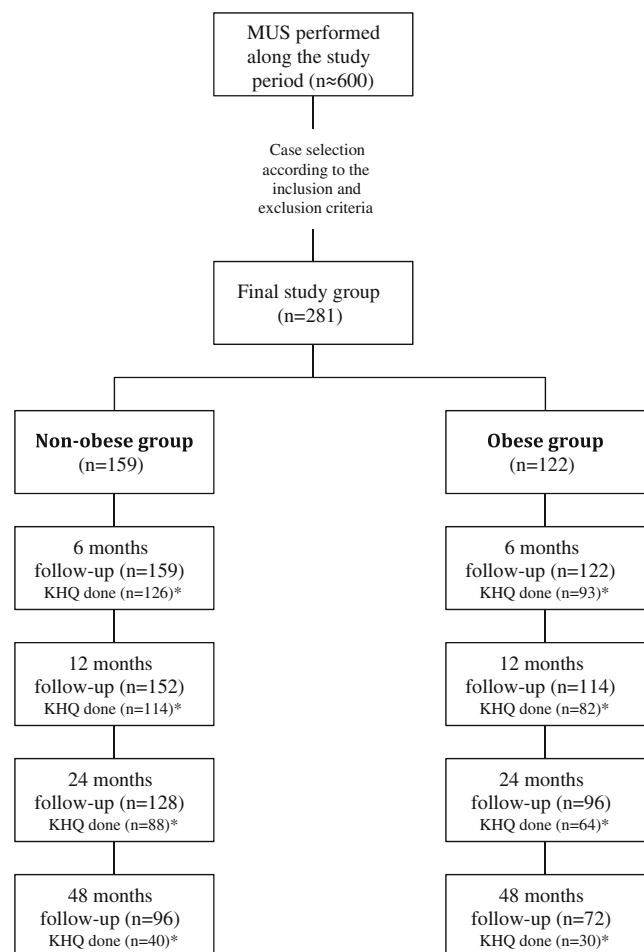 MUS performed
along the study
period (n≈600)
Case selection
according to the
inclusion and
exclusion criteria
Final study group
(n=281)
Non-obese group
(n=159)
6 months
follow-up (n=159)
KHQ done (n=126)*
12 months
follow-up (n=152)
KHQ done (n=114)*
24 months
follow-up (n=128)
KHQ done (n=88)*
48 months
follow-up (n=96)
KHQ done (n=40)*
Obese group
(n=122)
6 months
follow-up (n=122)
KHQ done (n=93)*
12 months
follow-up (n=114)
KHQ done (n=82)*
24 months
follow-up (n=96)
KHQ done (n=64)*
48 months
follow-up (n=72)
KHQ done (n=30)*